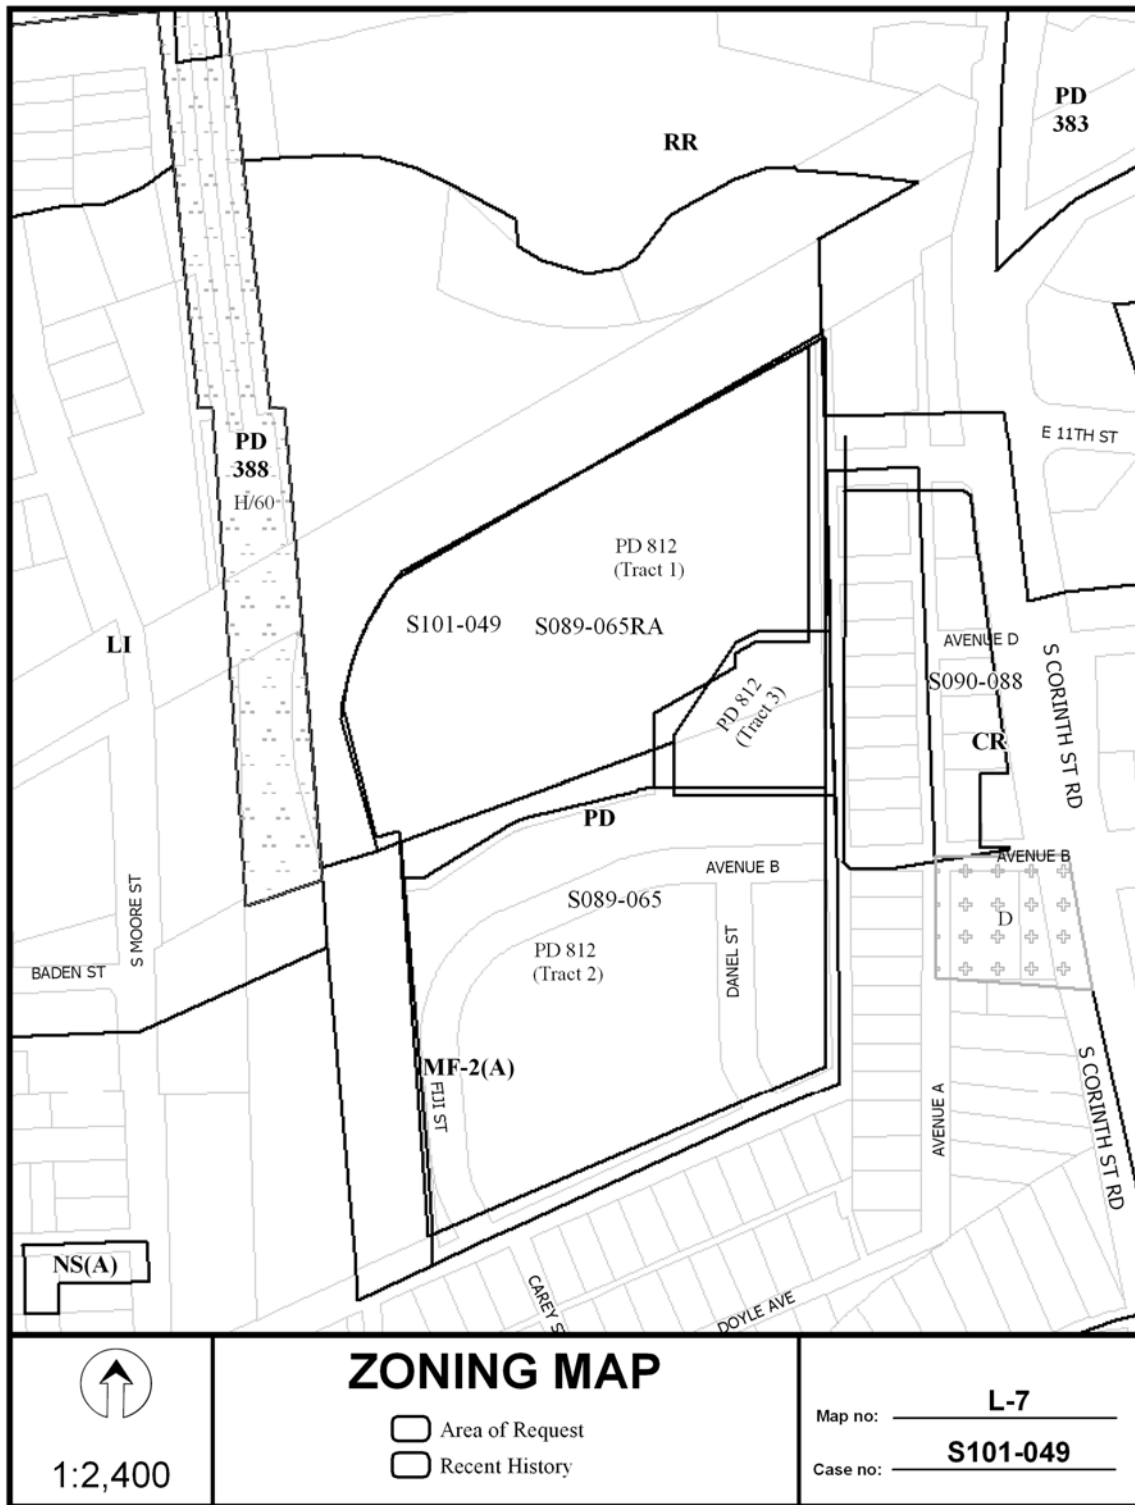 PD
383
RR
E 11TH ST
PD
388
H/60
PD 812
(Tract 1)
S101-049
S089-065RA
LI
AVENUE D
S090-088
S CORINTH ST RD
PD 812
(Tract 3)
CR
PD
AVENUE B
AVENUE B
S089-065
D
S MOORE ST
PD 812
(Tract 2)
DANEL ST
BADEN ST
MF-2(A)
FIJI ST
AVENUE A
S CORINTH ST RD
NS(A)
CAREY S
DOYLE AVE
ZONING MAP
Area of Request
Recent History
1:2,400
Map no: L-7
Case no: S101-049